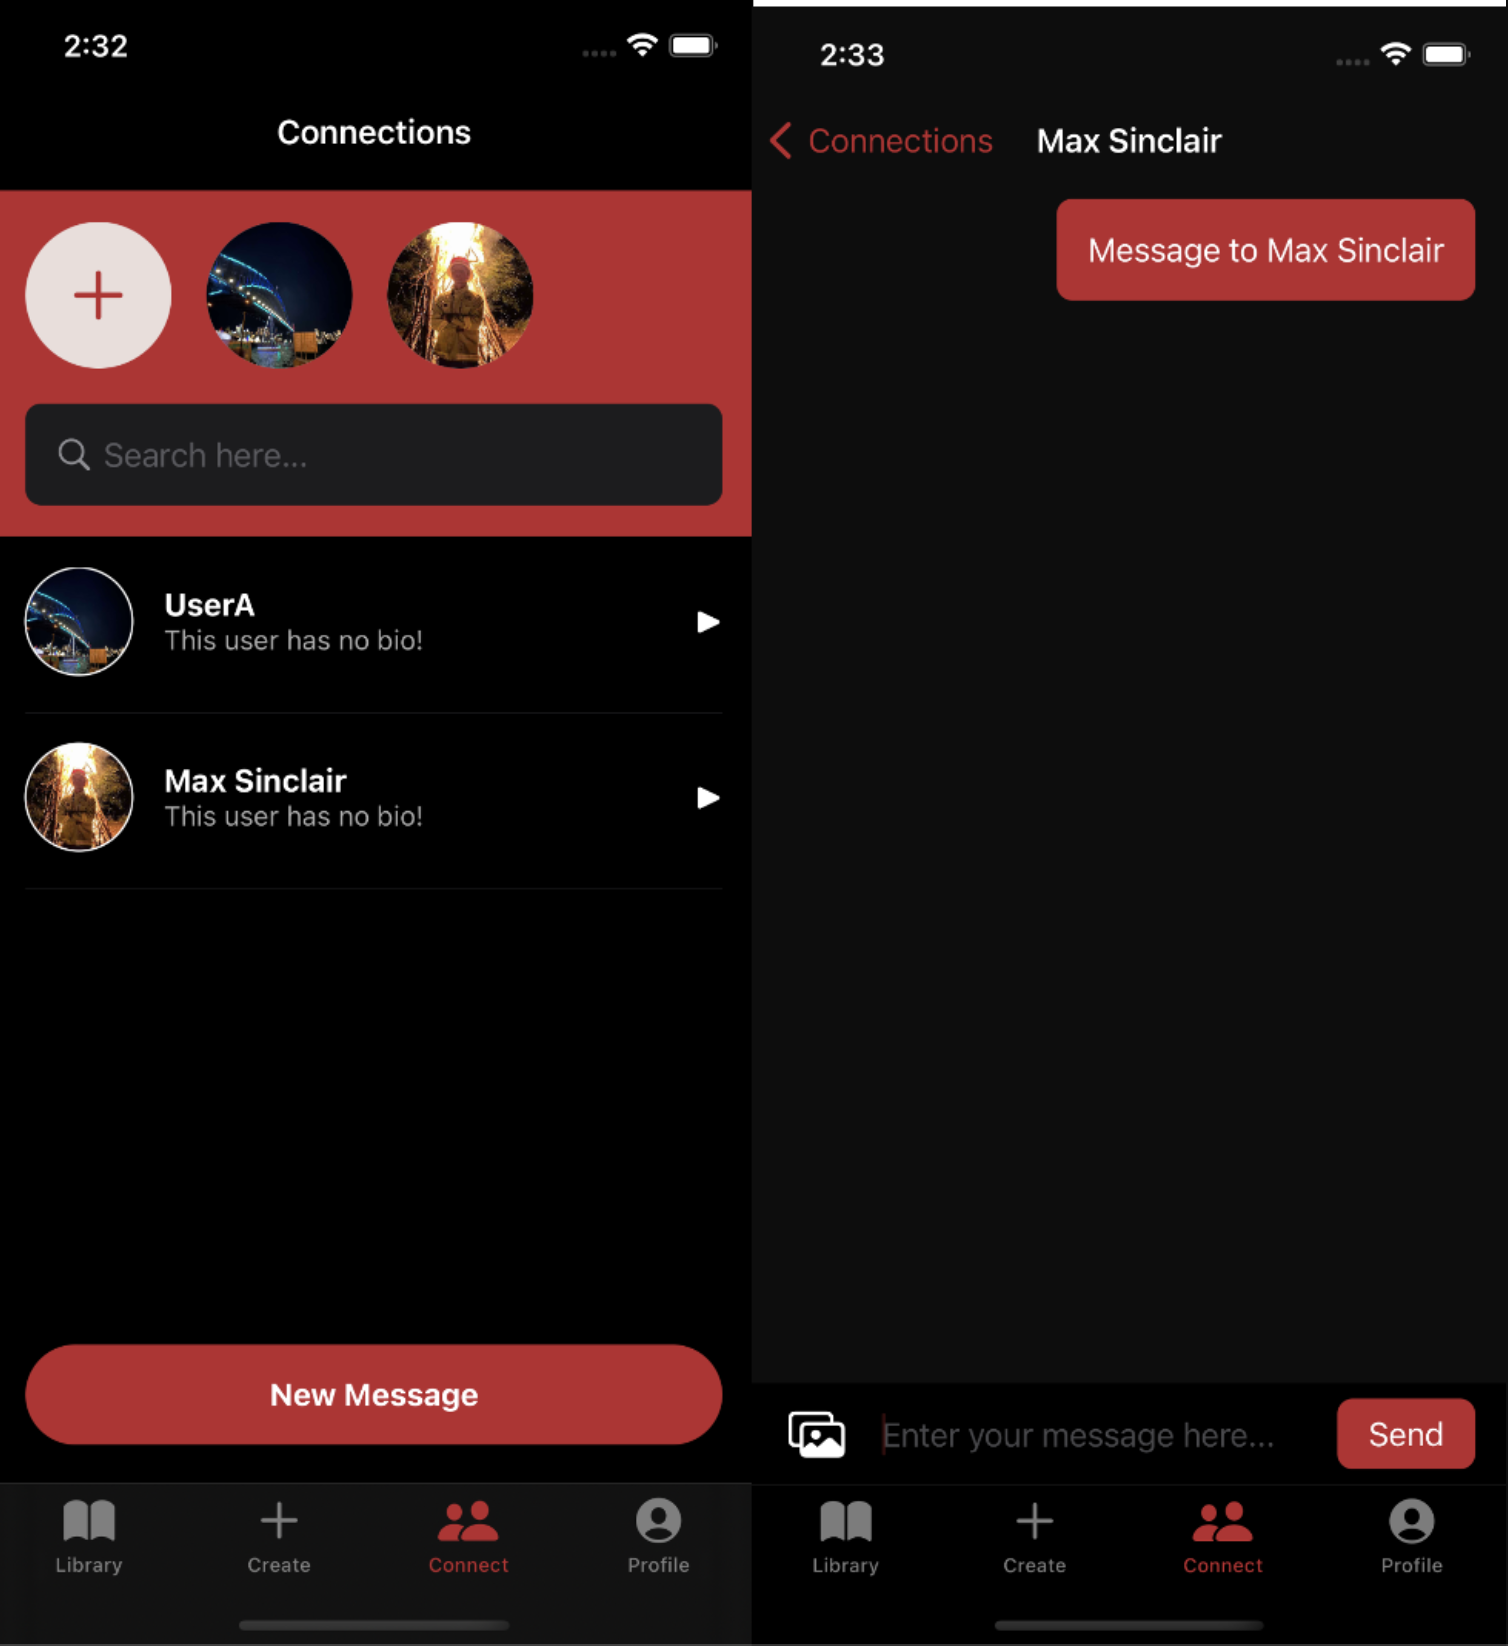 2:32
Connections
Search here...
UserA
This user has no bio!
Max Sinclair
This user has no bio!
New Message
Library
Create
Connect
Profile
2:33
Connections
Max Sinclair
Message to Max Sinclair
Enter your message here...
Send
Library
Create
Connect
Profile